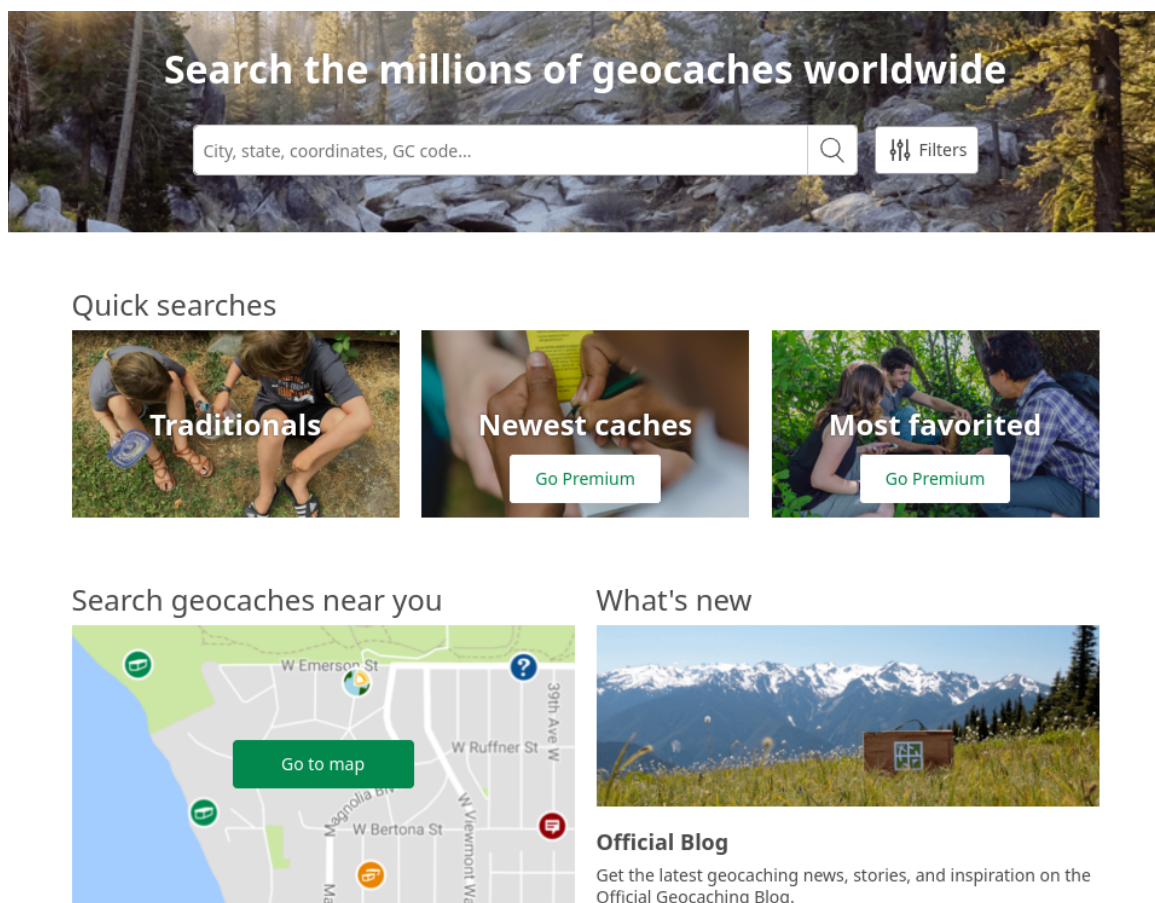 Search the millions of geocaches worldwide
City, state, coordinates, GC code...
Filters
Quick searches
Traditionals
Newest caches
Go Premium
Most favorited
Go Premium
Search geocaches near you
W Emerson St
39th Ave W
W Ruffner St
Go to map
Magnolia Blv
W Bertona St
W Viewmont Wa
Ma
What's new
Official Blog
Get the latest geocaching news, stories, and inspiration on the
Official Geocaching Blog.